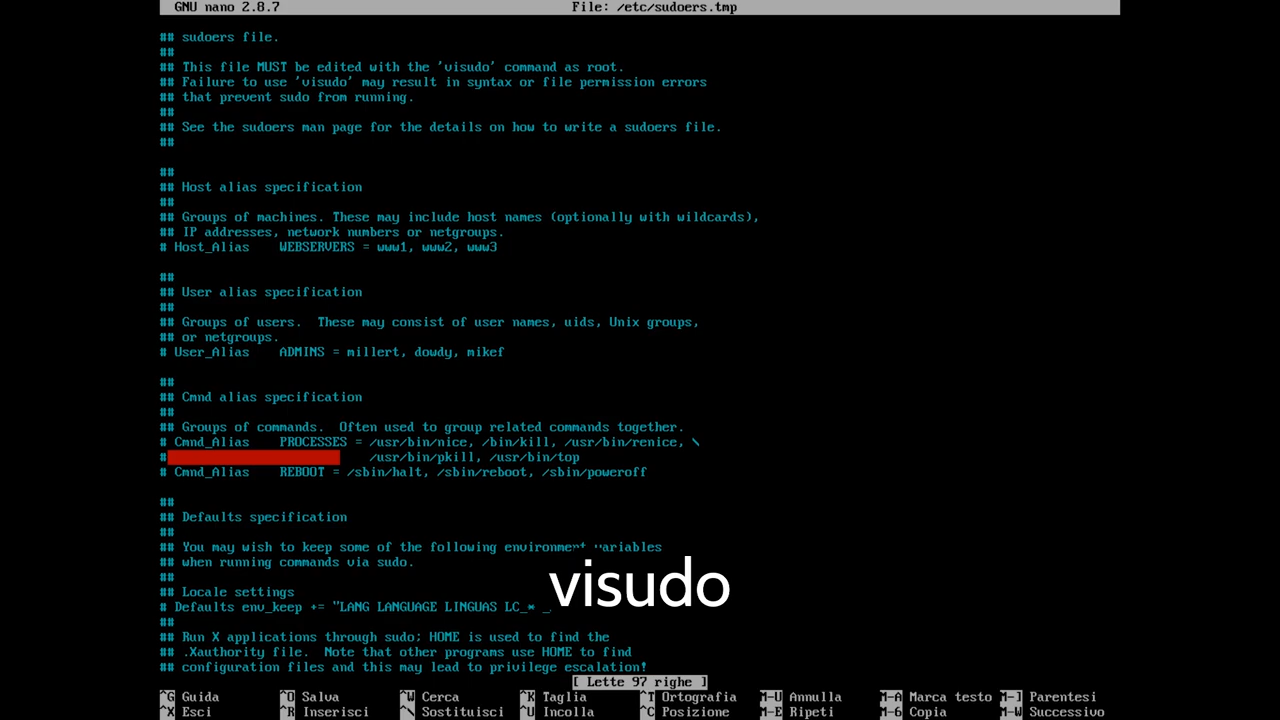 GNU nano 2.8.7 File: /etc/sudoers.tmp
## sudoers file.
##
## This file MUST be edited with the 'visudo' command as root.
## Failure to use 'visudo' may result in syntax or file permission errors
## that prevent sudo from running.
##
## See the sudoers man page for the details on how to write a sudoers file.
##
##
## Host alias specification
##
## Groups of machines. These may include host names (optionally with wildcards),
## IP addresses, network numbers or netgroups.
# Host_Alias WEBSERVERS = www1, www2, www3
##
## User alias specification
##
## Groups of users. These may consist of user names, uids, Unix groups,
## or netgroups.
# User_Alias ADMINS = millert, dowdy, mikef
##
## Cmnd alias specification
##
## Groups of commands. Often used to group related commands together.
# Cmnd_Alias PROCESSES = /usr/bin/nice, /bin/kill, /usr/bin/renice, \
# /usr/bin/pkill, /usr/bin/top
# Cmnd_Alias REBOOT = /sbin/halt, /sbin/reboot, /sbin/poweroff
##
## Defaults specification
##
## You may wish to keep some of the following environment variables
## when running commands via sudo.
##
visudo
## Locale settings
# Defaults env_keep += "LANG LANGUAGE LINGUAS LC_* _
##
## Run X applications through sudo; HOME is used to find the
## .Xauthority file. Note that other programs use HOME to find
## configuration files and this may lead to privilege escalation!
[ Lette 97 righe ]
^G Guida ^O Salva ^W Cerca ^K Taglia ^T Ortografia M-U Annulla M-A Marca testo M-] Parentesi
^X Esci ^R Inserisci ^\ Sostituisci ^U Incolla ^C Posizione M-E Ripeti M-6 Copia M-W Successivo